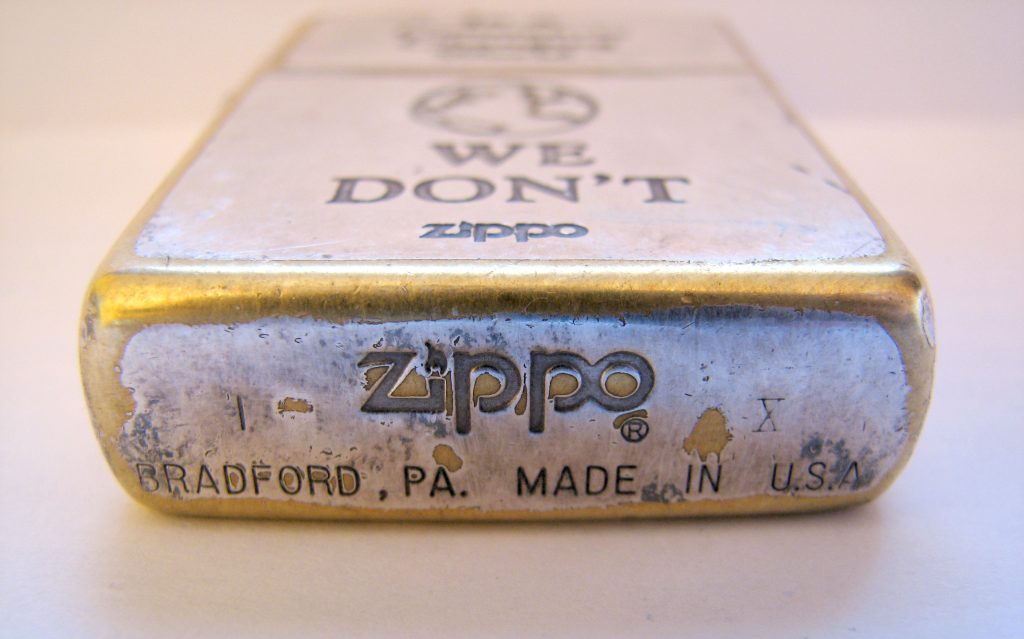 WE
DON'T
zippo
zippo ®
I X
BRADFORD, PA. MADE IN U.S.A